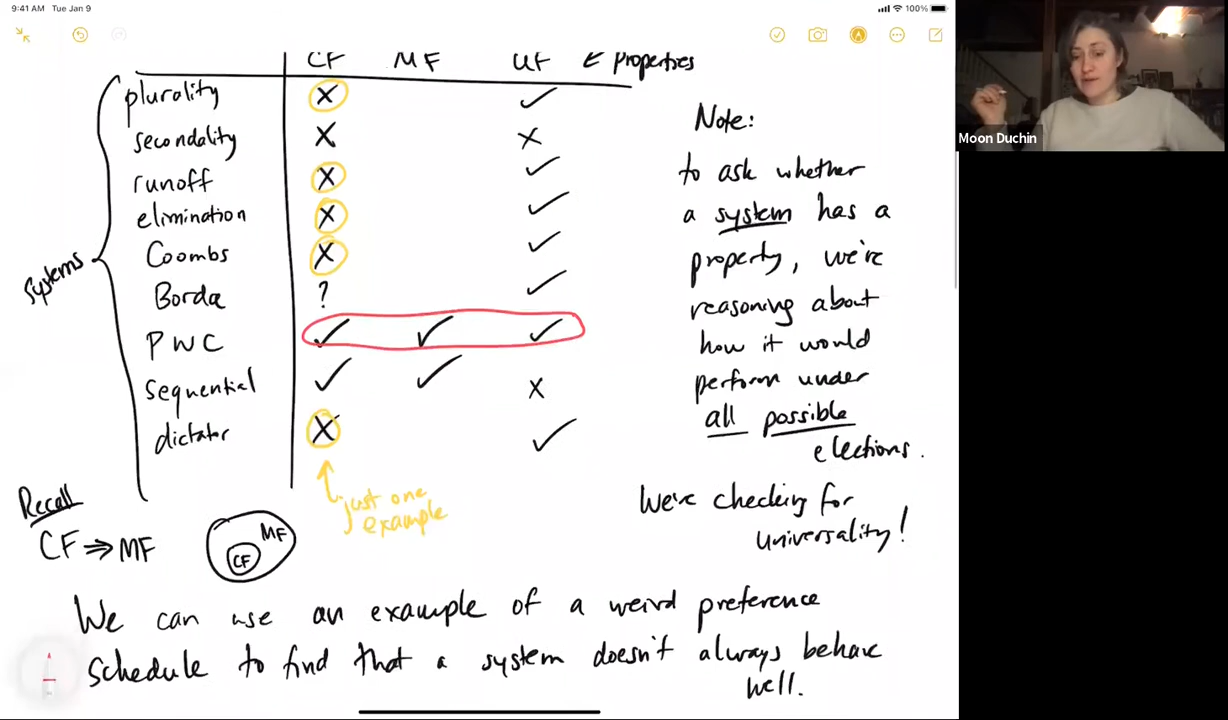 9:41 AM Tue Jan 9
100%
CF MF UF ← Properties
Systems
plurality X ✓
secondality X X
runoff X ✓
elimination X ✓
Coombs X ✓
Borda ? ✓
PWC ✓ ✓ ✓
sequential ✓ ✓ X
dictator X ✓
just one
example
Recall
CF ⇒ MF
MF
CF
Note:
to ask whether
a system has a
property, we're
reasoning about
how it would
perform under
all possible
elections.
We're checking for
universality!
We can use an example of a weird preference
schedule to find that a system doesn't always behave
well.
Moon Duchin